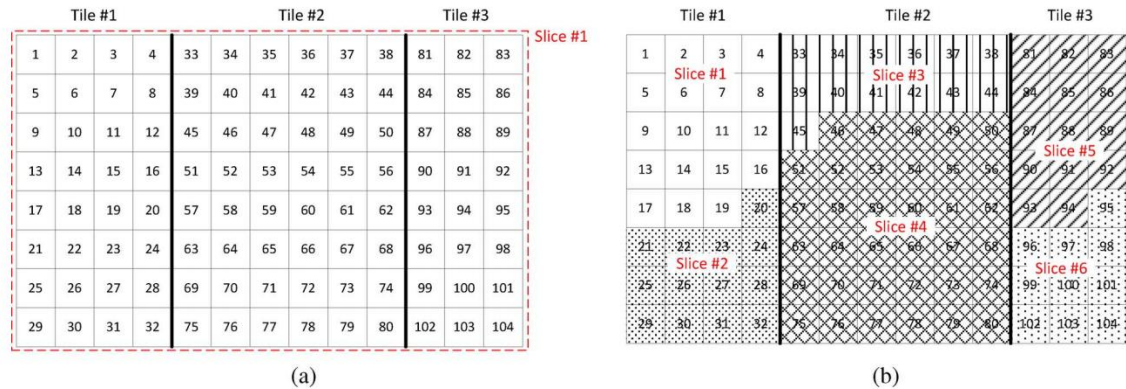 Tile #1 Tile #2 Tile #3
Slice #1
1 2 3 4 33 34 35 36 37 38 81 82 83
5 6 7 8 39 40 41 42 43 44 84 85 86
9 10 11 12 45 46 47 48 49 50 87 88 89
13 14 15 16 51 52 53 54 55 56 90 91 92
17 18 19 20 57 58 59 60 61 62 93 94 95
21 22 23 24 63 64 65 66 67 68 96 97 98
25 26 27 28 69 70 71 72 73 74 99 100 101
29 30 31 32 75 76 77 78 79 80 102 103 104
(a)
Tile #1 Tile #2 Tile #3
1 2 3 4 33 34 35 36 37 38 81 82 83
Slice #1 Slice #3
5 6 7 8 39 40 41 42 43 44 84 85 86
9 10 11 12 45 46 47 48 49 50 87 88 89
Slice #5
13 14 15 16 51 52 53 54 55 56 90 91 92
17 18 19 20 57 58 59 60 61 62 93 94 95
Slice #4
21 22 23 24 63 64 65 66 67 68 96 97 98
Slice #2 Slice #6
25 26 27 28 69 70 71 72 73 74 99 100 101
29 30 31 32 75 76 77 78 79 80 102 103 104
(b)